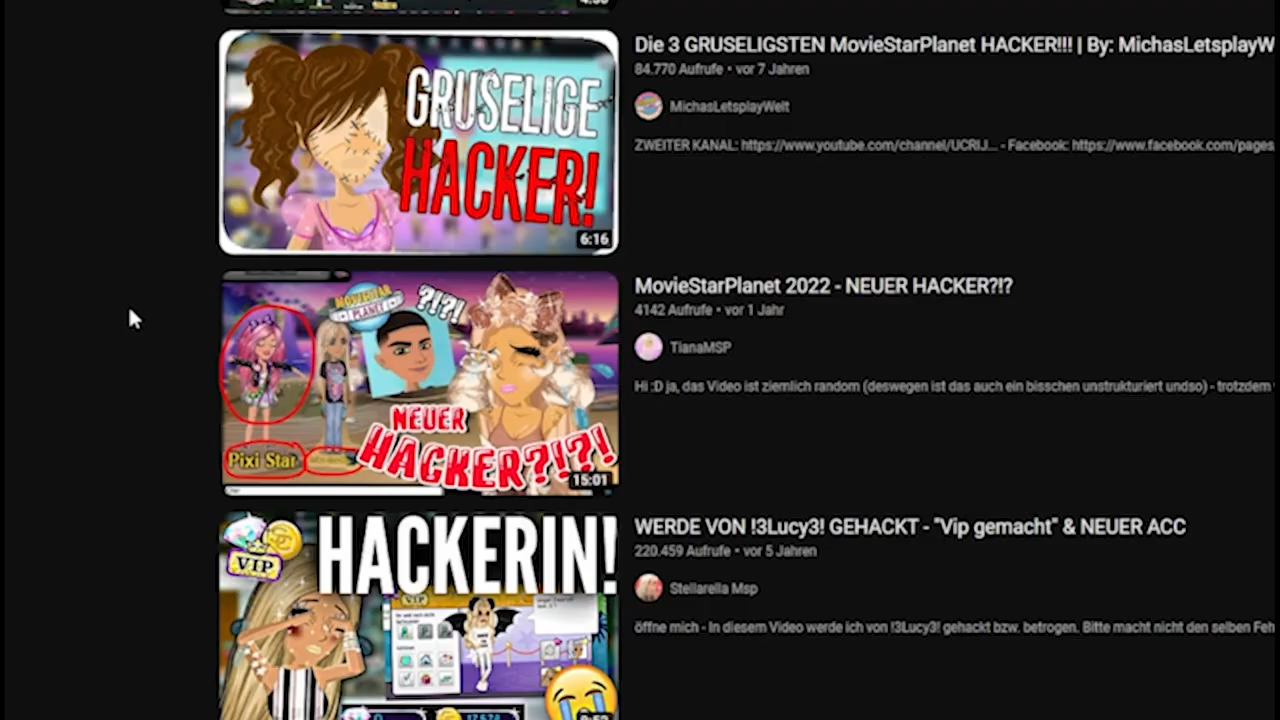 4:50
GRUSELIGE
HACKER!
6:16
Die 3 GRUSELIGSTEN MovieStarPlanet HACKER!!! | By: MichasLetsplayW
84.770 Aufrufe • vor 7 Jahren
MichasLetsplayWelt
ZWEITER KANAL: https://www.youtube.com/channel/UCRIJ... - Facebook: https://www.facebook.com/pages
MOVIESTAR
PLANET
?!?!
NEUER
HACKER?!?!
Pixi Star
15:01
MovieStarPlanet 2022 - NEUER HACKER?!?
4142 Aufrufe • vor 1 Jahr
TianaMSP
Hi :D ja, das Video ist ziemlich random (deswegen ist das auch ein bisschen unstrukturiert undso) - trotzdem
HACKERIN!
VIP
VIP
WERDE VON !3Lucy3! GEHACKT - "Vip gemacht" & NEUER ACC
220.459 Aufrufe • vor 5 Jahren
Stellarella Msp
öffne mich - In diesem Video werde ich von !3Lucy3! gehackt bzw. betrogen. Bitte macht nicht den selben Feh